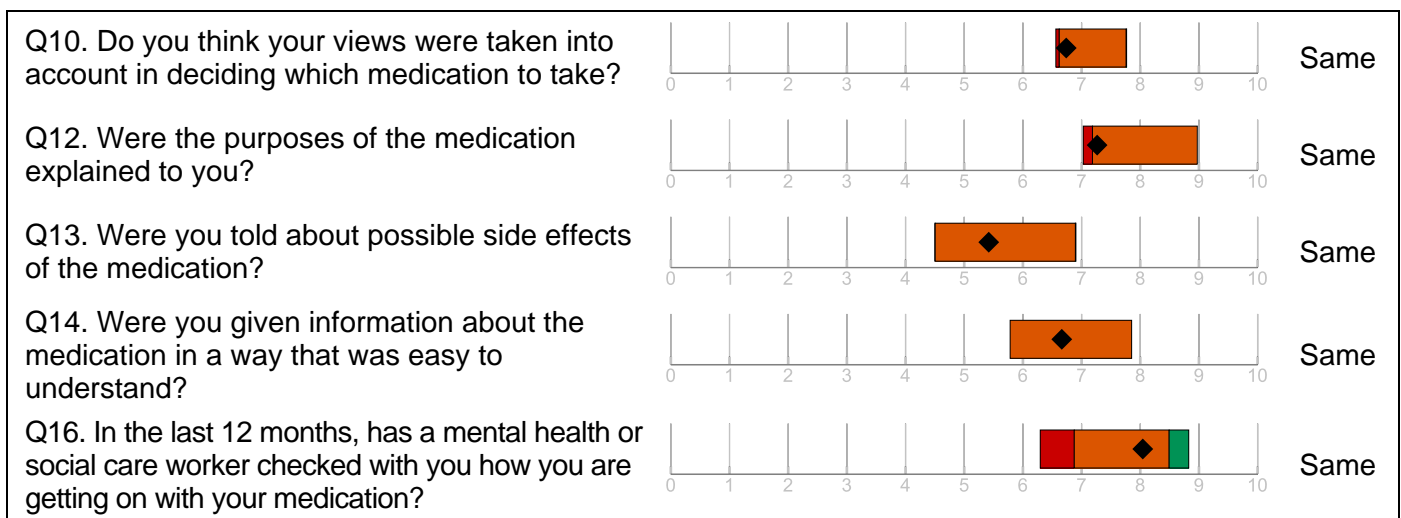 Q10. Do you think your views were taken into
account in deciding which medication to take?
0 1 2 3 4 5 6 7 8 9 10
Same
Q12. Were the purposes of the medication
explained to you?
0 1 2 3 4 5 6 7 8 9 10
Same
Q13. Were you told about possible side effects
of the medication?
0 1 2 3 4 5 6 7 8 9 10
Same
Q14. Were you given information about the
medication in a way that was easy to
understand?
0 1 2 3 4 5 6 7 8 9 10
Same
Q16. In the last 12 months, has a mental health or
social care worker checked with you how you are
getting on with your medication?
0 1 2 3 4 5 6 7 8 9 10
Same